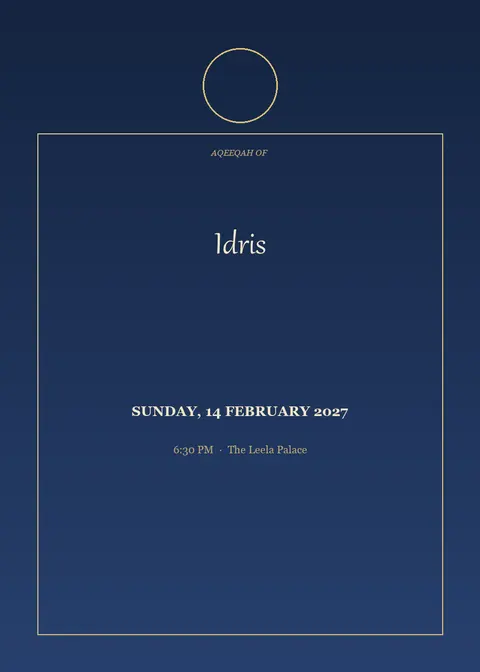 AQEEQAH OF
Idris
SUNDAY, 14 FEBRUARY 2027
6:30 PM · The Leela Palace